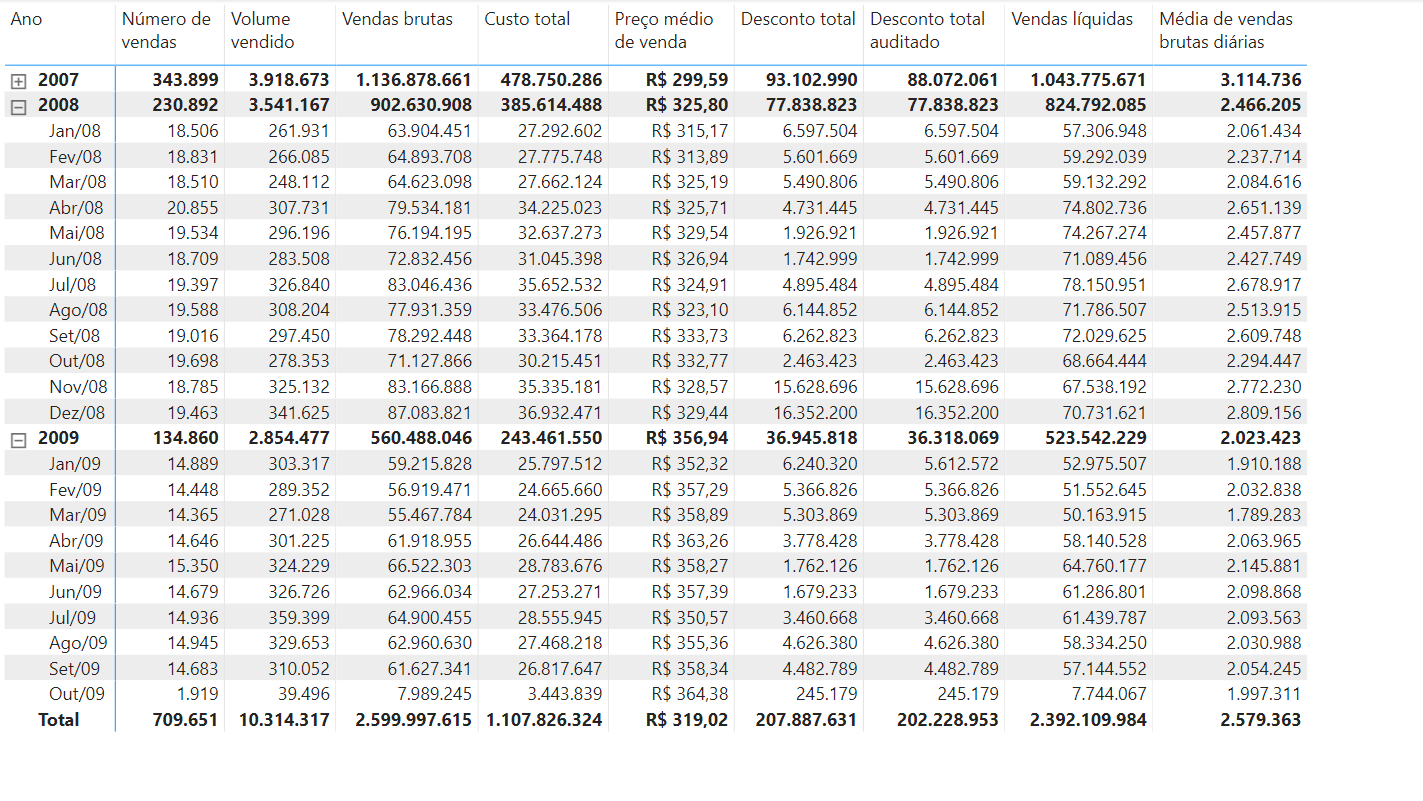 Ano Número de vendas Volume vendido Vendas brutas Custo total Preço médio de venda Desconto total Desconto total auditado Vendas líquidas Média de vendas brutas diárias
2007 343.899 3.918.673 1.136.878.661 478.750.286 R$ 299,59 93.102.990 88.072.061 1.043.775.671 3.114.736
2008 230.892 3.541.167 902.630.908 385.614.488 R$ 325,80 77.838.823 77.838.823 824.792.085 2.466.205
Jan/08 18.506 261.931 63.904.451 27.292.602 R$ 315,17 6.597.504 6.597.504 57.306.948 2.061.434
Fev/08 18.831 266.085 64.893.708 27.775.748 R$ 313,89 5.601.669 5.601.669 59.292.039 2.237.714
Mar/08 18.510 248.112 64.623.098 27.662.124 R$ 325,19 5.490.806 5.490.806 59.132.292 2.084.616
Abr/08 20.855 307.731 79.534.181 34.225.023 R$ 325,71 4.731.445 4.731.445 74.802.736 2.651.139
Mai/08 19.534 296.196 76.194.195 32.637.273 R$ 329,54 1.926.921 1.926.921 74.267.274 2.457.877
Jun/08 18.709 283.508 72.832.456 31.045.398 R$ 326,94 1.742.999 1.742.999 71.089.456 2.427.749
Jul/08 19.397 326.840 83.046.436 35.652.532 R$ 324,91 4.895.484 4.895.484 78.150.951 2.678.917
Ago/08 19.588 308.204 77.931.359 33.476.506 R$ 323,10 6.144.852 6.144.852 71.786.507 2.513.915
Set/08 19.016 297.450 78.292.448 33.364.178 R$ 333,73 6.262.823 6.262.823 72.029.625 2.609.748
Out/08 19.698 278.353 71.127.866 30.215.451 R$ 332,77 2.463.423 2.463.423 68.664.444 2.294.447
Nov/08 18.785 325.132 83.166.888 35.335.181 R$ 328,57 15.628.696 15.628.696 67.538.192 2.772.230
Dez/08 19.463 341.625 87.083.821 36.932.471 R$ 329,44 16.352.200 16.352.200 70.731.621 2.809.156
2009 134.860 2.854.477 560.488.046 243.461.550 R$ 356,94 36.945.818 36.318.069 523.542.229 2.023.423
Jan/09 14.889 303.317 59.215.828 25.797.512 R$ 352,32 6.240.320 5.612.572 52.975.507 1.910.188
Fev/09 14.448 289.352 56.919.471 24.665.660 R$ 357,29 5.366.826 5.366.826 51.552.645 2.032.838
Mar/09 14.365 271.028 55.467.784 24.031.295 R$ 358,89 5.303.869 5.303.869 50.163.915 1.789.283
Abr/09 14.646 301.225 61.918.955 26.644.486 R$ 363,26 3.778.428 3.778.428 58.140.528 2.063.965
Mai/09 15.350 324.229 66.522.303 28.783.676 R$ 358,27 1.762.126 1.762.126 64.760.177 2.145.881
Jun/09 14.679 326.726 62.966.034 27.253.271 R$ 357,39 1.679.233 1.679.233 61.286.801 2.098.868
Jul/09 14.936 359.399 64.900.455 28.555.945 R$ 350,57 3.460.668 3.460.668 61.439.787 2.093.563
Ago/09 14.945 329.653 62.960.630 27.468.218 R$ 355,36 4.626.380 4.626.380 58.334.250 2.030.988
Set/09 14.683 310.052 61.627.341 26.817.647 R$ 358,34 4.482.789 4.482.789 57.144.552 2.054.245
Out/09 1.919 39.496 7.989.245 3.443.839 R$ 364,38 245.179 245.179 7.744.067 1.997.311
Total 709.651 10.314.317 2.599.997.615 1.107.826.324 R$ 319,02 207.887.631 202.228.953 2.392.109.984 2.579.363